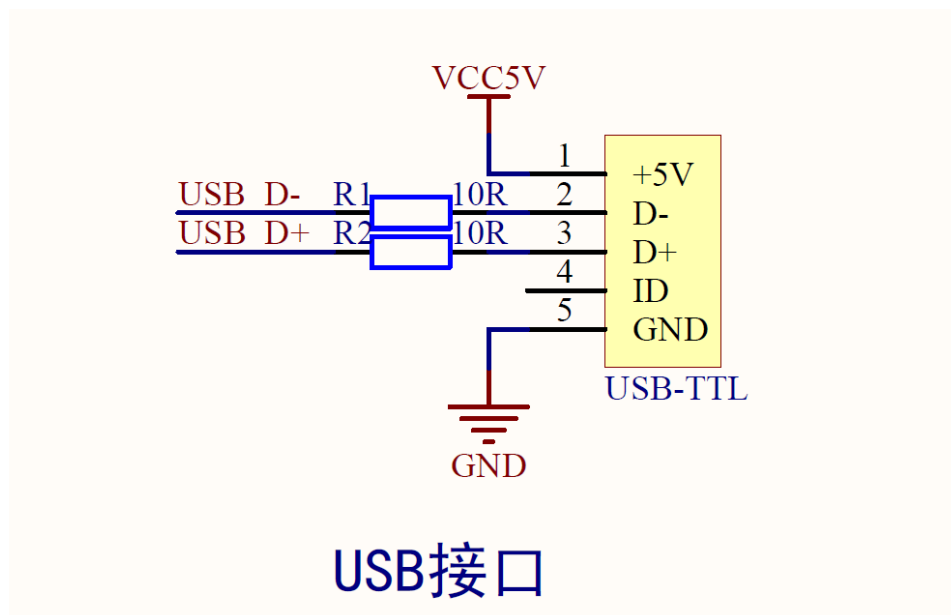 VCC5V
1 +5V
USB D- R1 10R 2 D-
USB D+ R2 10R 3 D+
4 ID
5 GND
USB-TTL
GND
USB接口